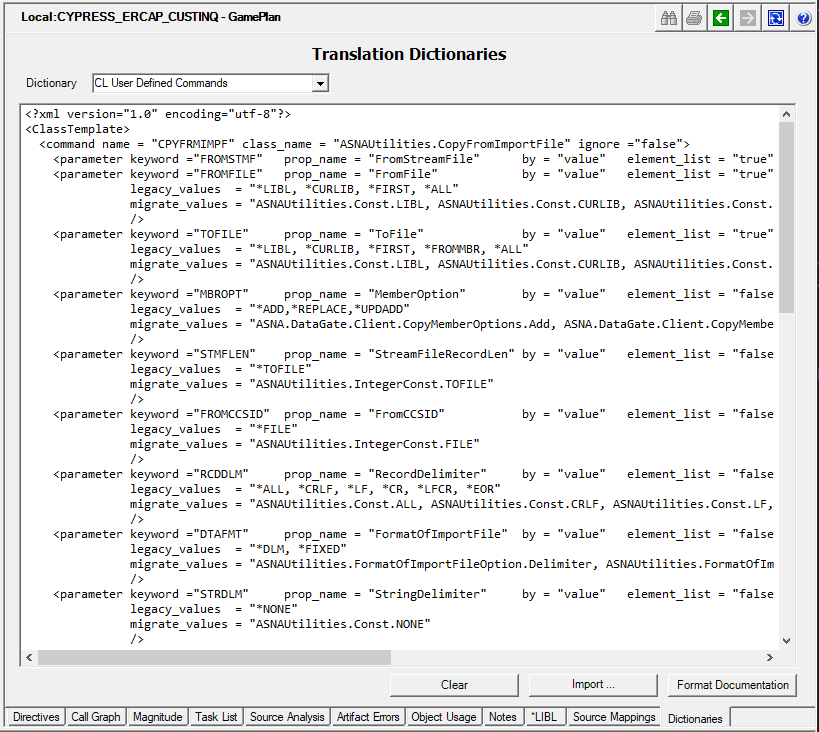 Local:CYPRESS_ERCAP_CUSTINQ - GamePlan
Translation Dictionaries
Dictionary CL User Defined Commands
<?xml version="1.0" encoding="utf-8"?>
<ClassTemplate>
<command name = "CPYFRMIMPF" class_name = "ASNAUtilities.CopyFromImportFile" ignore ="false">
<parameter keyword ="FROMSTMF" prop_name = "FromStreamFile" by = "value" element_list = "true"
<parameter keyword ="FROMFILE" prop_name = "FromFile" by = "value" element_list = "true"
legacy_values = "*LIBL, *CURLIB, *FIRST, *ALL"
migrate_values = "ASNAUtilities.Const.LIBL, ASNAUtilities.Const.CURLIB, ASNAUtilities.Const.
/>
<parameter keyword ="TOFILE" prop_name = "ToFile" by = "value" element_list = "true"
legacy_values = "*LIBL, *CURLIB, *FIRST, *FROMMBR, *ALL"
migrate_values = "ASNAUtilities.Const.LIBL, ASNAUtilities.Const.CURLIB, ASNAUtilities.Const.
/>
<parameter keyword ="MBROPT" prop_name = "MemberOption" by = "value" element_list = "false
legacy_values = "*ADD,*REPLACE,*UPDADD"
migrate_values = "ASNA.DataGate.Client.CopyMemberOptions.Add, ASNA.DataGate.Client.CopyMembe
/>
<parameter keyword ="STMFLEN" prop_name = "StreamFileRecordLen" by = "value" element_list = "false
legacy_values = "*TOFILE"
migrate_values = "ASNAUtilities.IntegerConst.TOFILE"
/>
<parameter keyword ="FROMCCSID" prop_name = "FromCCSID" by = "value" element_list = "false
legacy_values = "*FILE"
migrate_values = "ASNAUtilities.IntegerConst.FILE"
/>
<parameter keyword ="RCDDLM" prop_name = "RecordDelimiter" by = "value" element_list = "false
legacy_values = "*ALL, *CRLF, *LF, *CR, *LFCR, *EOR"
migrate_values = "ASNAUtilities.Const.ALL, ASNAUtilities.Const.CRLF, ASNAUtilities.Const.LF,
/>
<parameter keyword ="DTAFMT" prop_name = "FormatOfImportFile" by = "value" element_list = "false
legacy_values = "*DLM, *FIXED"
migrate_values = "ASNAUtilities.FormatOfImportFileOption.Delimiter, ASNAUtilities.FormatOfIm
/>
<parameter keyword ="STRDLM" prop_name = "StringDelimiter" by = "value" element_list = "false
legacy_values = "*NONE"
migrate_values = "ASNAUtilities.Const.NONE"
/>
Clear Import ... Format Documentation
Directives Call Graph Magnitude Task List Source Analysis Artifact Errors Object Usage Notes *LIBL Source Mappings Dictionaries